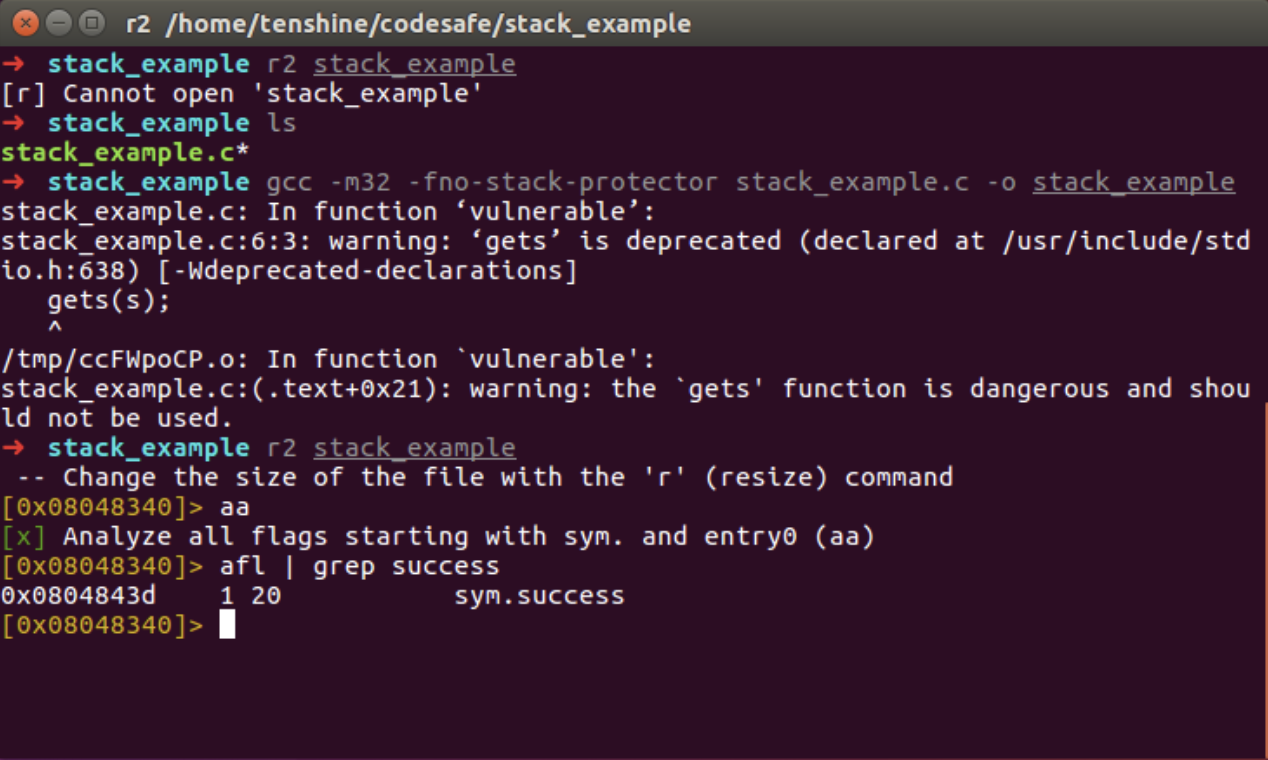 r2 /home/tenshine/codesafe/stack_example
➜  stack_example r2 stack_example
[r] Cannot open 'stack_example'
➜  stack_example ls
stack_example.c*
➜  stack_example gcc -m32 -fno-stack-protector stack_example.c -o stack_example
stack_example.c: In function ‘vulnerable’:
stack_example.c:6:3: warning: ‘gets’ is deprecated (declared at /usr/include/std
io.h:638) [-Wdeprecated-declarations]
   gets(s);
   ^
/tmp/ccFWpoCP.o: In function `vulnerable':
stack_example.c:(.text+0x21): warning: the `gets' function is dangerous and shou
ld not be used.
➜  stack_example r2 stack_example
 -- Change the size of the file with the 'r' (resize) command
[0x08048340]> aa
[x] Analyze all flags starting with sym. and entry0 (aa)
[0x08048340]> afl | grep success
0x0804843d    1 20           sym.success
[0x08048340]>